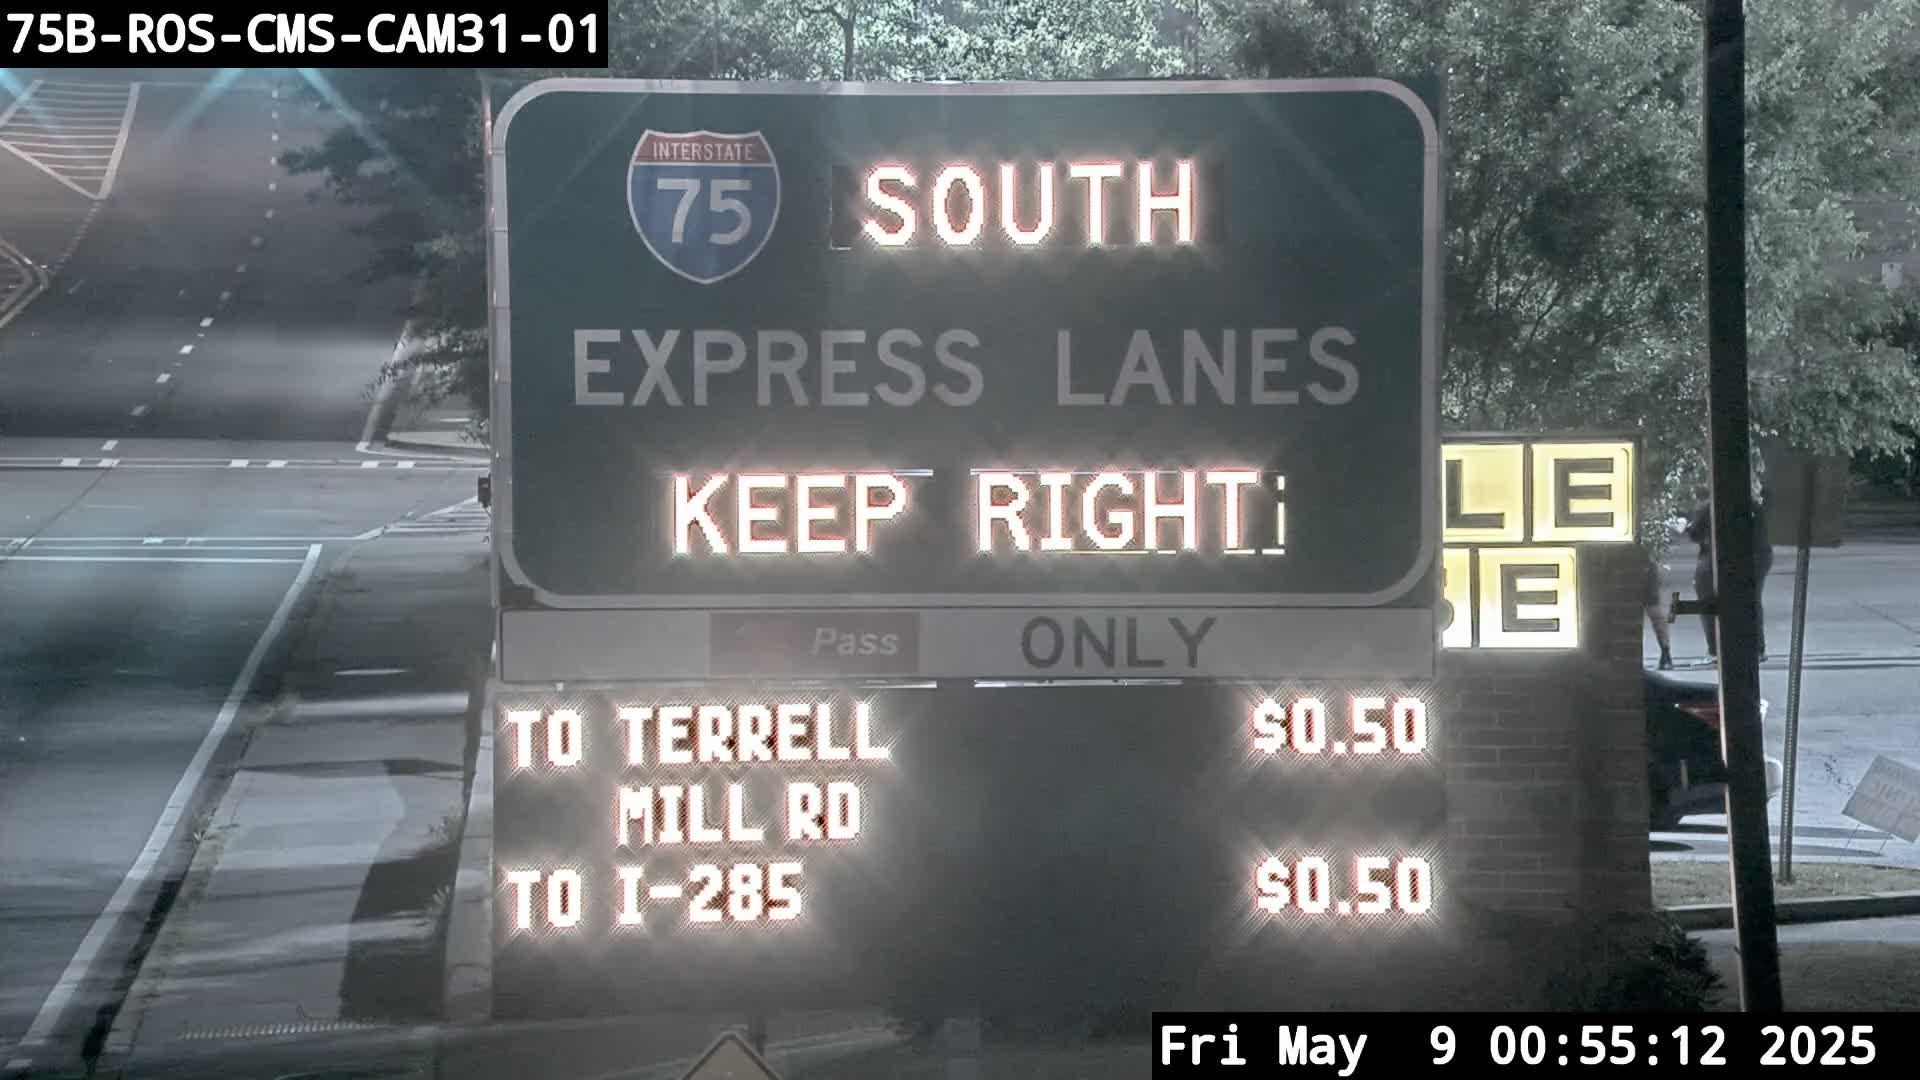 75B-ROS-CMS-CAM31-01
INTERSTATE
75
SOUTH
EXPRESS LANES
KEEP RIGHT
Pass ONLY
TO TERRELL $0.50
MILL RD
TO I-285 $0.50
LE
E
Fri May 9 00:55:12 2025